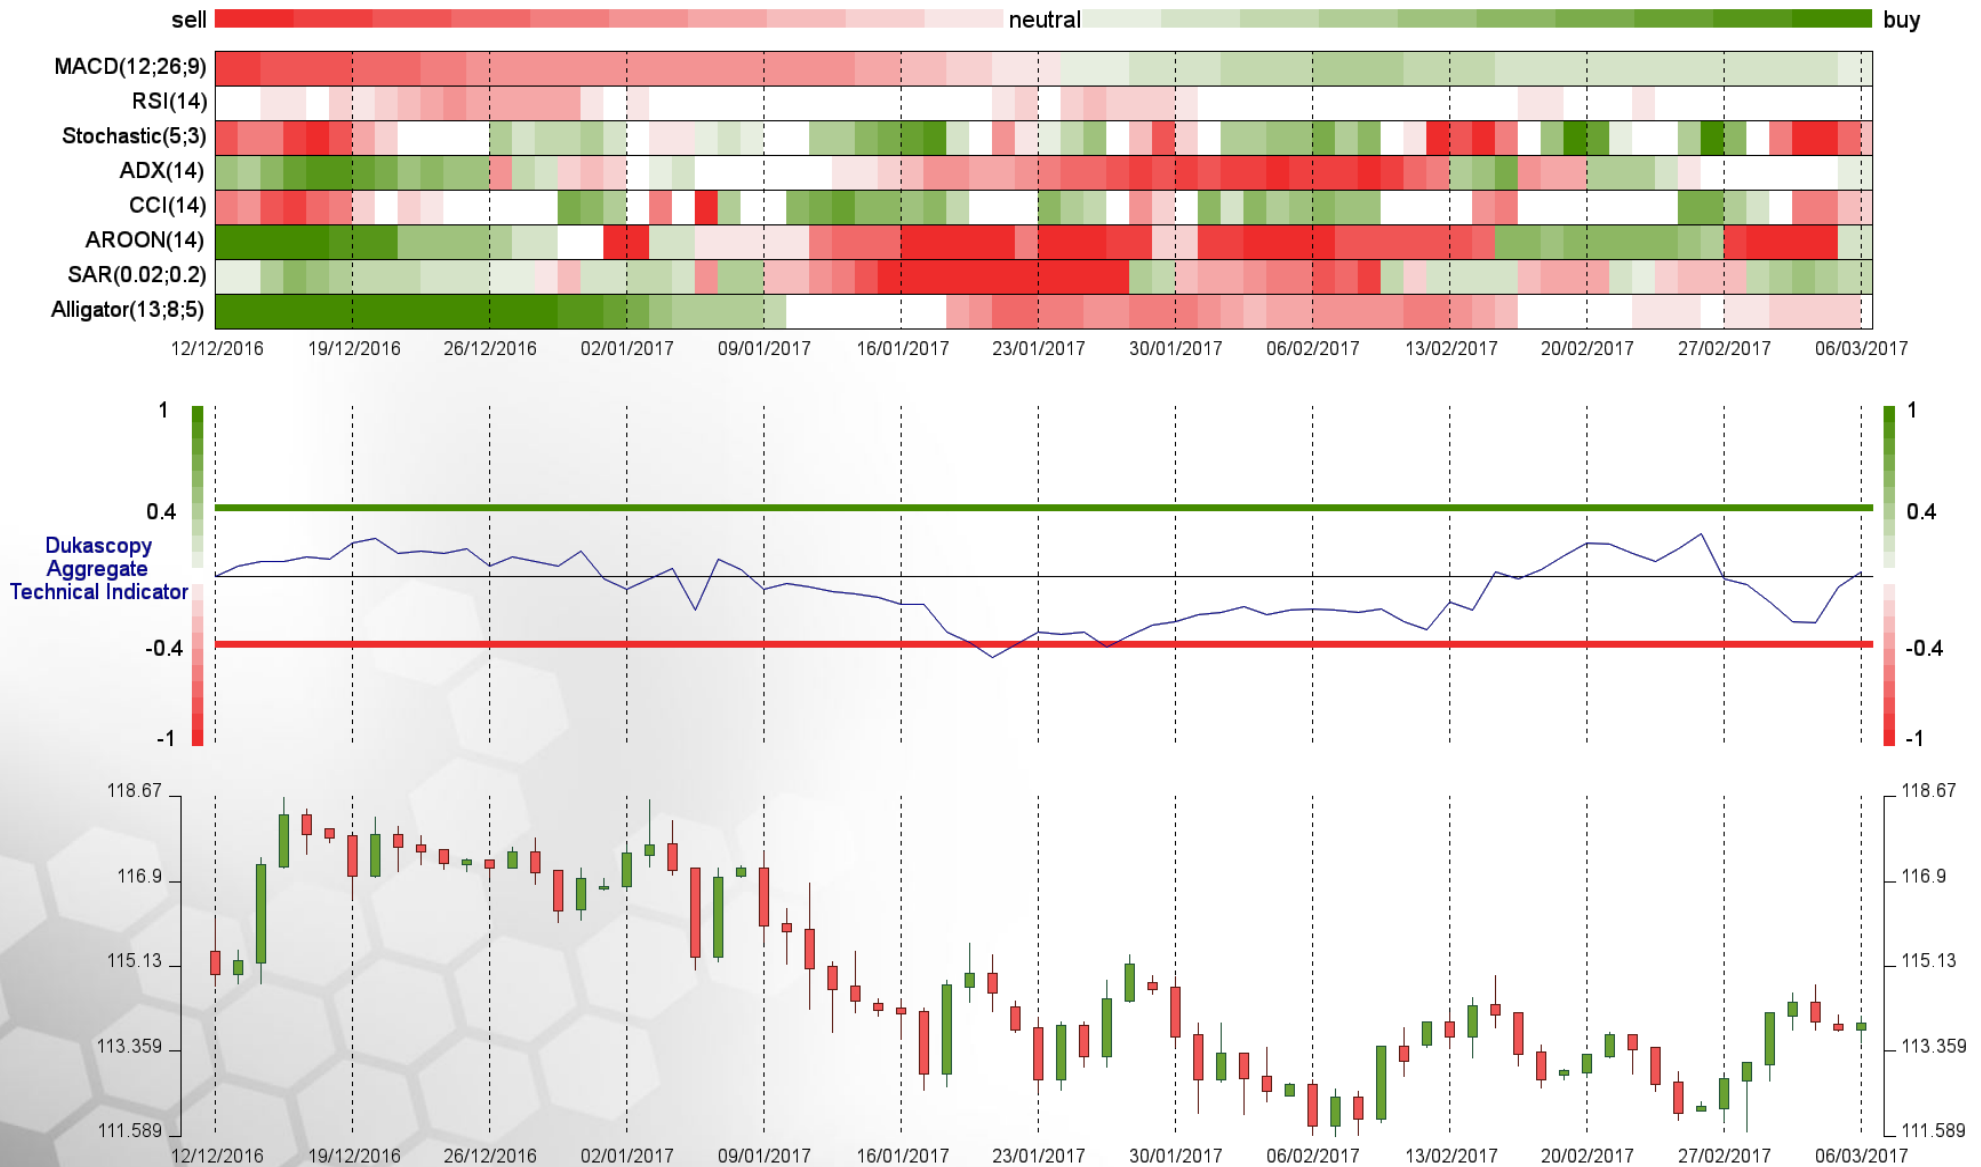 sell neutral buy
MACD(12;26;9)
RSI(14)
Stochastic(5;3)
ADX(14)
CCI(14)
AROON(14)
SAR(0.02;0.2)
Alligator(13;8;5)
12/12/2016 19/12/2016 26/12/2016 02/01/2017 09/01/2017 16/01/2017 23/01/2017 30/01/2017 06/02/2017 13/02/2017 20/02/2017 27/02/2017 06/03/2017
1 1
0.4 0.4
Dukascopy
Aggregate
Technical Indicator
-0.4 -0.4
-1 -1
118.67 118.67
116.9 116.9
115.13 115.13
113.359 113.359
111.589 111.589
12/12/2016 19/12/2016 26/12/2016 02/01/2017 09/01/2017 16/01/2017 23/01/2017 30/01/2017 06/02/2017 13/02/2017 20/02/2017 27/02/2017 06/03/2017